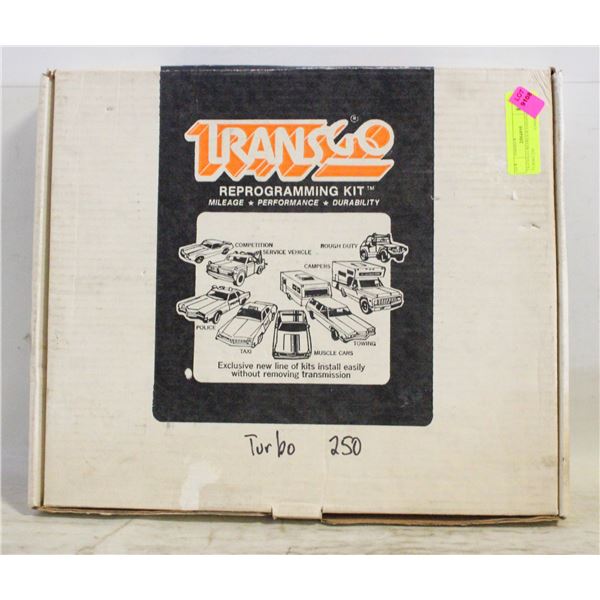 TRANSGO®
REPROGRAMMING KIT™
MILEAGE ★ PERFORMANCE ★ DURABILITY
COMPETITION
SERVICE VEHICLE
ROUGH DUTY
CAMPERS
POLICE
TAXI
MUSCLE CARS
TOWING
Exclusive new line of kits install easily
without removing transmission
Turbo 250
LOT